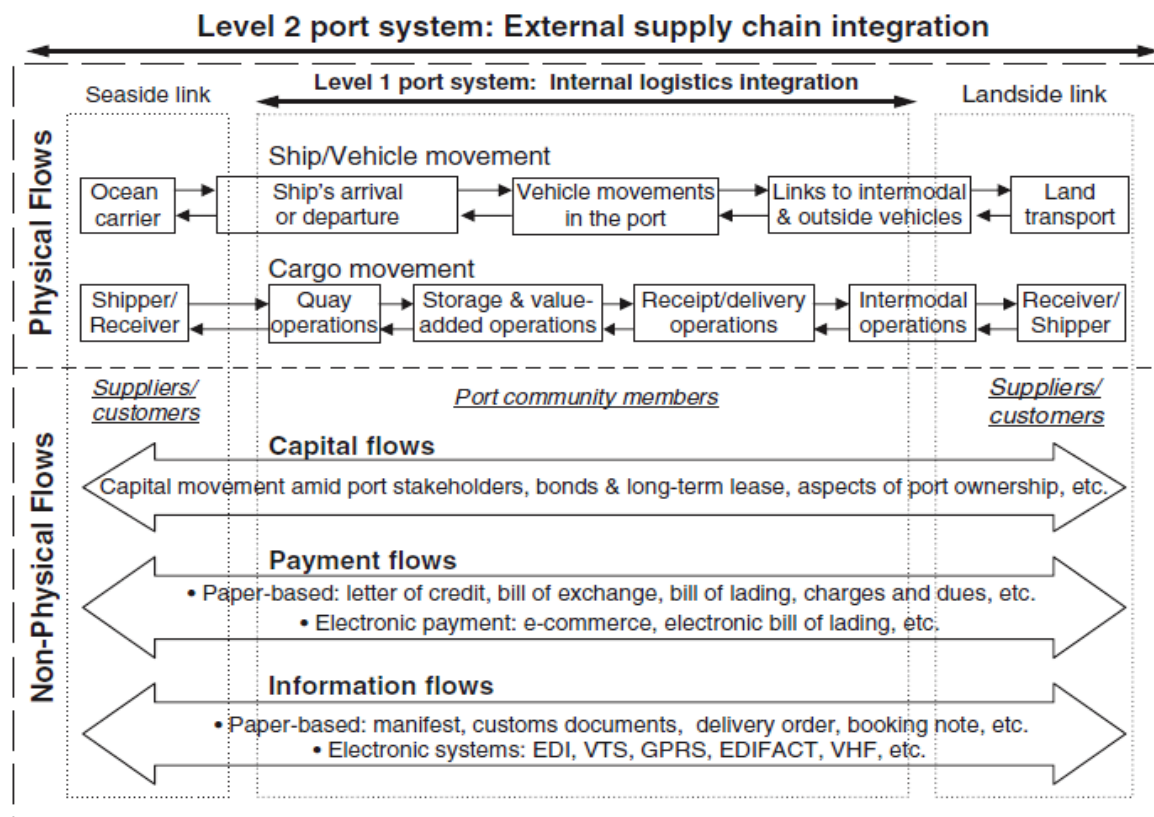 Level 2 port system: External supply chain integration
Level 1 port system: Internal logistics integration
Seaside link
Landside link
Physical Flows
Ship/Vehicle movement
Ocean
carrier
Ship's arrival
or departure
Vehicle movements
in the port
Links to intermodal
& outside vehicles
Land
transport
Cargo movement
Shipper/
Receiver
Quay
operations
Storage & value-
added operations
Receipt/delivery
operations
Intermodal
operations
Receiver/
Shipper
Non-Physical Flows
Suppliers/
customers
Port community members
Suppliers/
customers
Capital flows
Capital movement amid port stakeholders, bonds & long-term lease, aspects of port ownership, etc.
Payment flows
• Paper-based: letter of credit, bill of exchange, bill of lading, charges and dues, etc.
• Electronic payment: e-commerce, electronic bill of lading, etc.
Information flows
• Paper-based: manifest, customs documents, delivery order, booking note, etc.
• Electronic systems: EDI, VTS, GPRS, EDIFACT, VHF, etc.